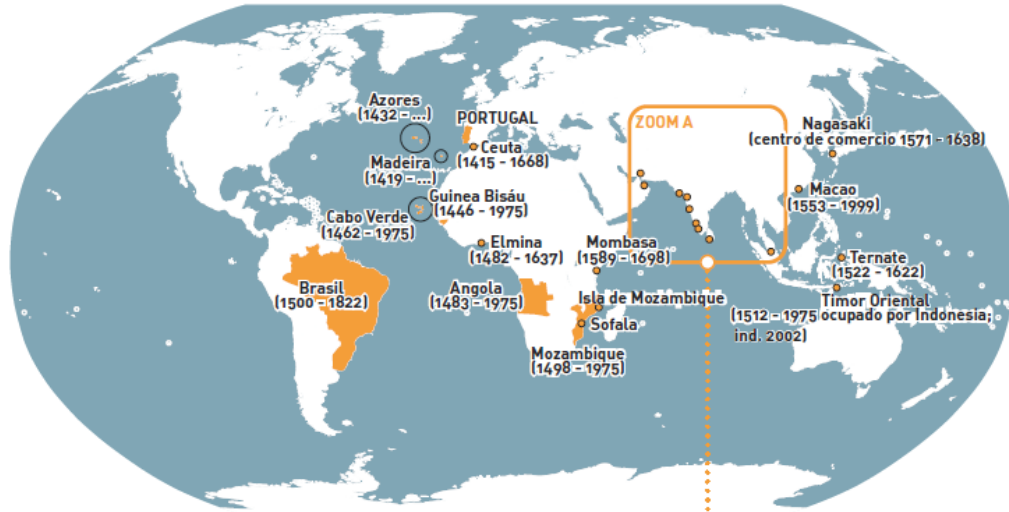 Azores
(1432 - ...)
PORTUGAL
Ceuta
(1415 - 1668)
Madeira
(1419 - ...)
Guinea Bisáu
(1446 - 1975)
Cabo Verde
(1462 - 1975)
Elmina
(1482 - 1637)
Mombasa
(1589 - 1698)
Brasil
(1500 - 1822)
Angola
(1483 - 1975)
Isla de Mozambique
Sofala
Mozambique
(1498 - 1975)
ZOOM A
Nagasaki
(centro de comercio 1571 - 1638)
Macao
(1553 - 1999)
Ternate
(1522 - 1622)
Timor Oriental
(1512 - 1975 ocupado por Indonesia;
ind. 2002)